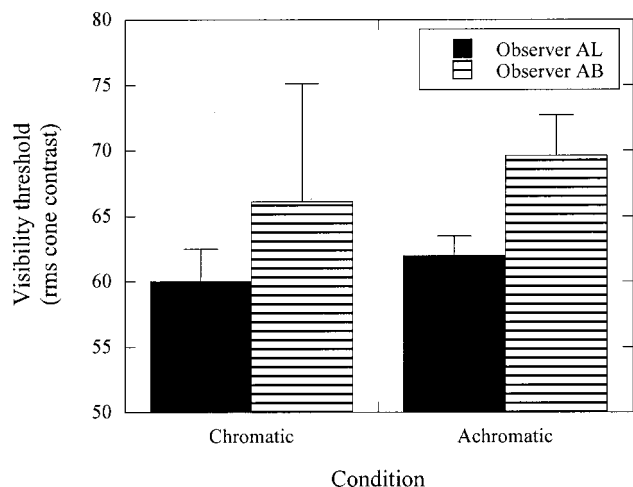 80
75
70
65
60
55
50
Visibility threshold
(rms cone contrast)
Observer AL
Observer AB
Chromatic
Achromatic
Condition